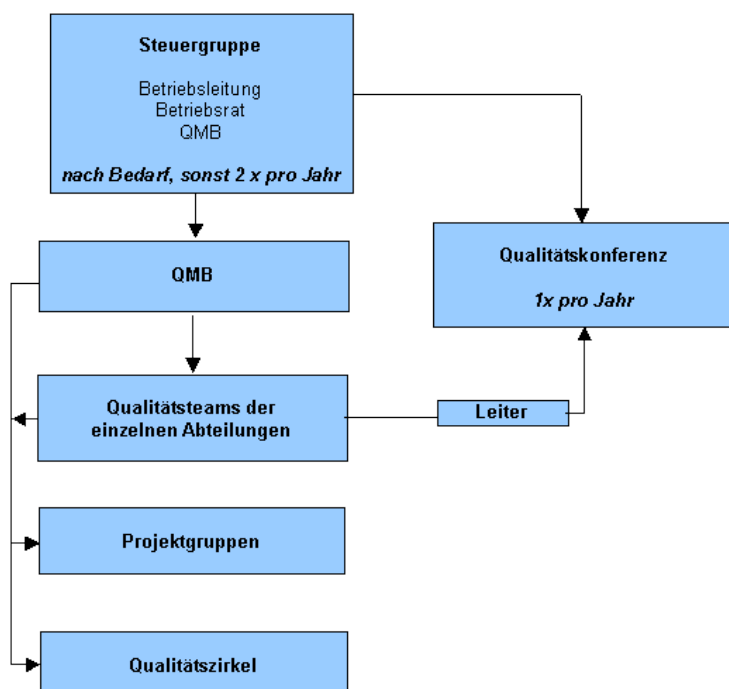 Steuergruppe
Betriebsleitung
Betriebsrat
QMB
nach Bedarf, sonst 2 x pro Jahr
QMB
Qualitätskonferenz
1x pro Jahr
Qualitätsteams der
einzelnen Abteilungen
Leiter
Projektgruppen
Qualitätszirkel